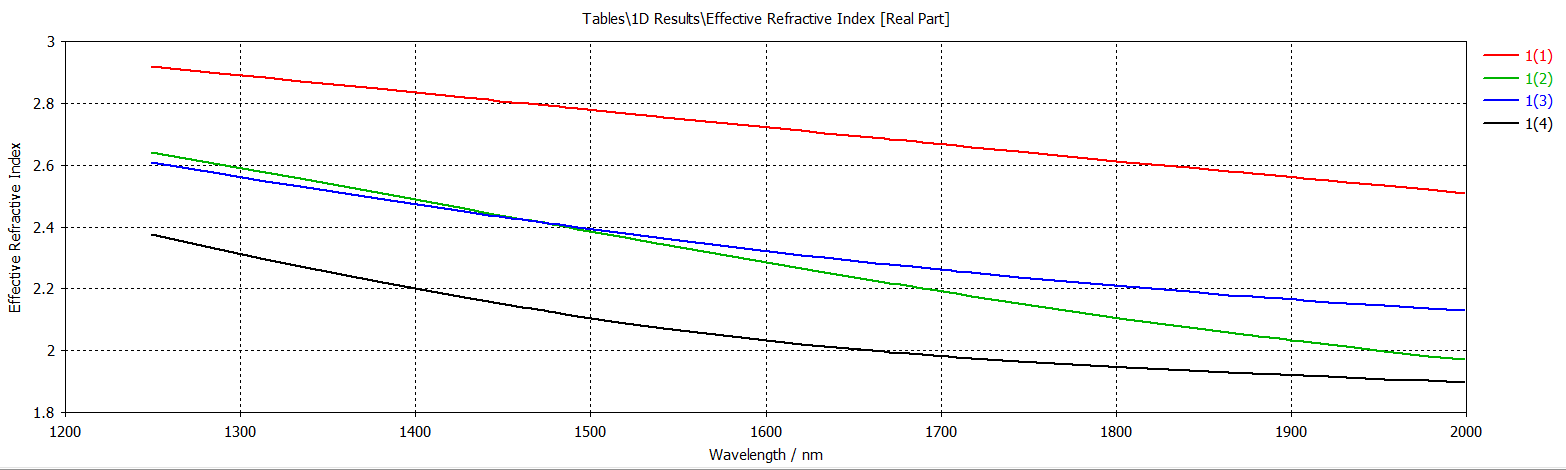 Tables\1D Results\Effective Refractive Index [Real Part]
3
2.8
2.6
2.4
2.2
2
1.8
Effective Refractive Index
1200 1300 1400 1500 1600 1700 1800 1900 2000
Wavelength / nm
1(1)
1(2)
1(3)
1(4)